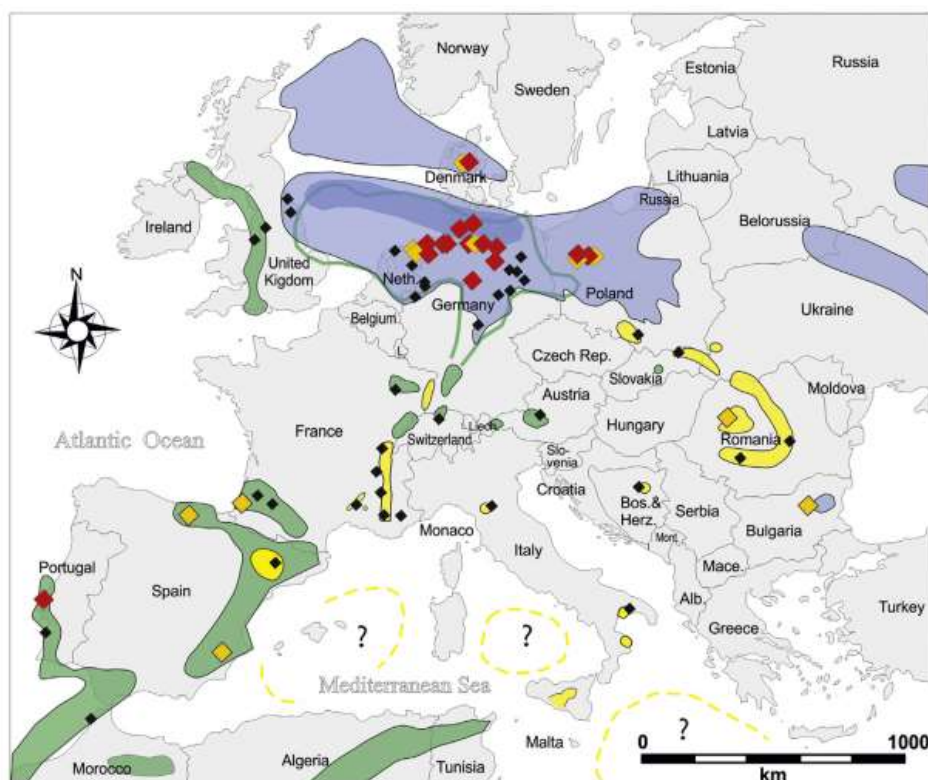 Norway
Sweden
Estonia
Russia
Latvia
Lithuania
Denmark
Russia
Belorussia
Ireland
United
Kigdom
Neth.
Germany
Poland
N
Belgium
Ukraine
L.
Czech Rep.
Slovakia
Moldova
Austria
France
Liech.
Switzerland
Hungary
Romania
Atlantic Ocean
Slo-
venia
Croatia
Bos.&
Herz.
Serbia
Monaco
Italy
Mont.
Bulgaria
Portugal
Spain
Mace.
Alb.
Turkey
Greece
?
?
Mediterranean Sea
?
Malta
0
1000
km
Morocco
Algeria
Tunisia